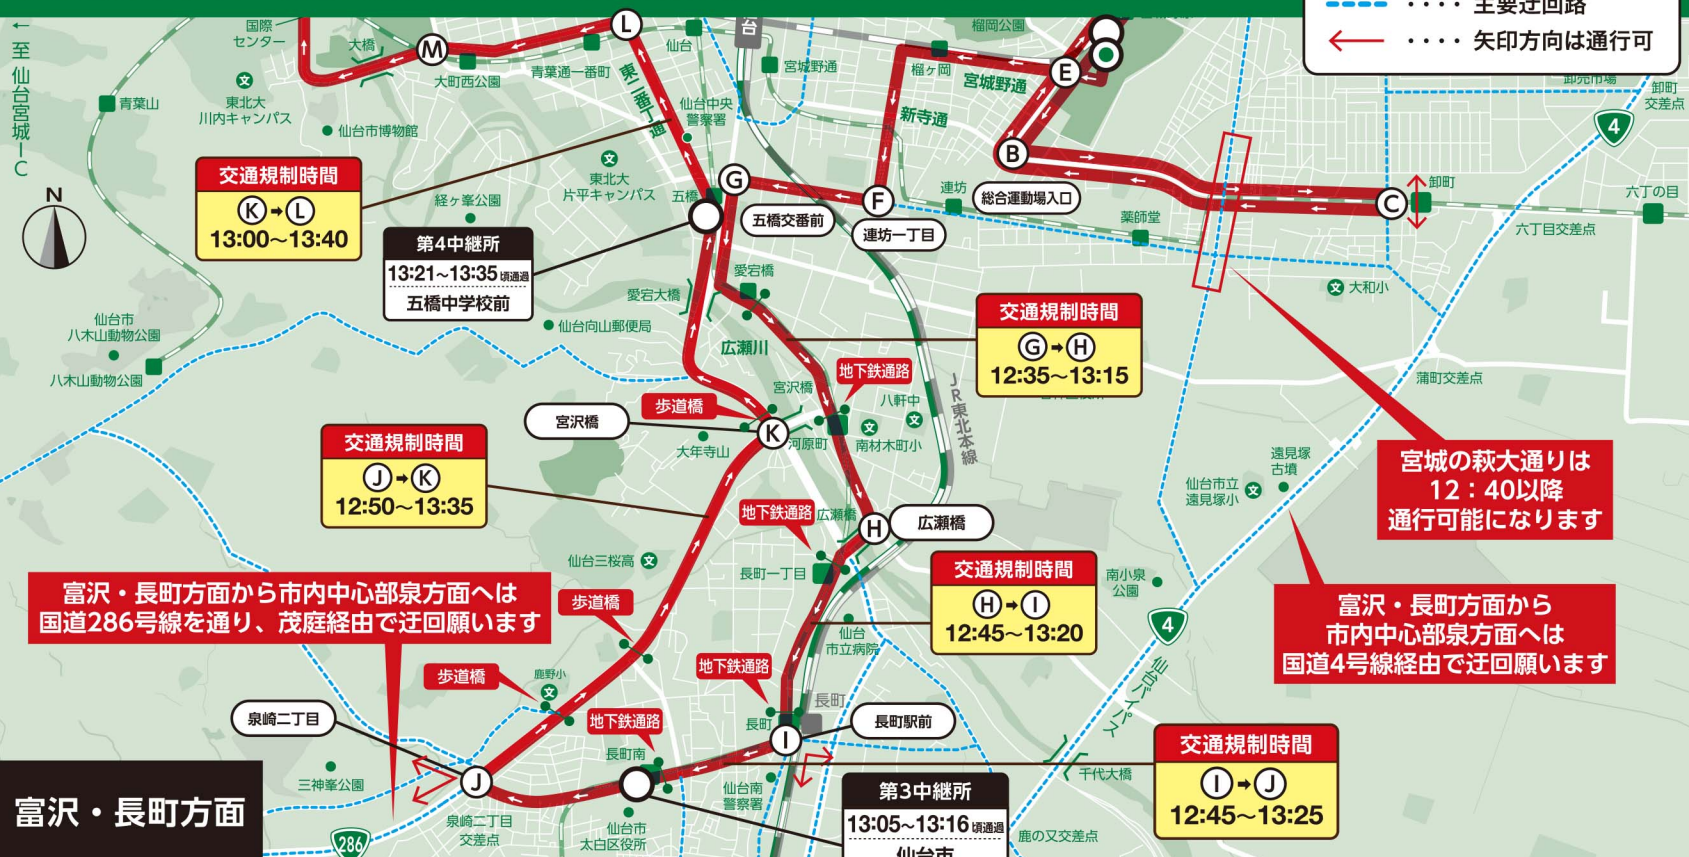 主要迂回路
矢印方向は通行可
←至仙台宮城IC
国際
センター
大橋
M
L
大町西公園
青葉通一番町
仙台
台
宮城野通
榴岡公園
榴ヶ岡
宮城野通
新寺通
E
卸売市場
卸町
交差点
4
青葉山
東北大
川内キャンパス
仙台市博物館
東二番丁通
仙台中央
警察署
東北大
片平キャンパス
五橋
G
F
五橋交番前
連坊一丁目
連坊
総合運動場入口
B
薬師堂
C
卸町
六丁の目
六丁目交差点
大和小
N
交通規制時間
K→L
13:00~13:40
経ヶ峯公園
第4中継所
13:21~13:35頃通過
五橋中学校前
愛宕橋
愛宕大橋
仙台向山郵便局
広瀬川
仙台市
八木山動物公園
八木山動物公園
交通規制時間
G→H
12:35~13:15
JR東北本線
蒲町交差点
宮沢橋
地下鉄通路
歩道橋
宮沢橋
K
大年寺山
河原町
八軒中
南材木町小
交通規制時間
J→K
12:50~13:35
宮城の萩大通りは
12:40以降
通行可能になります
遠見塚
古墳
仙台市立
遠見塚小
地下鉄通路
広瀬橋
H
広瀬橋
仙台三桜高
長町一丁目
交通規制時間
H→I
12:45~13:20
南小泉
公園
4
仙台バイパス
富沢・長町方面から市内中心部泉方面へは
国道286号線を通り、茂庭経由で迂回願います
富沢・長町方面から
市内中心部泉方面へは
国道4号線経由で迂回願います
歩道橋
仙台
市立病院
地下鉄通路
歩道橋
鹿野小
泉崎二丁目
地下鉄通路
長町南
長町
長町
長町駅前
I
J
交通規制時間
I→J
12:45~13:25
三神峯公園
泉崎二丁目
交差点
仙台市
太白区役所
仙台南
警察署
千代大橋
鹿の又交差点
第3中継所
13:05~13:16頃通過
仙台市
富沢・長町方面
286